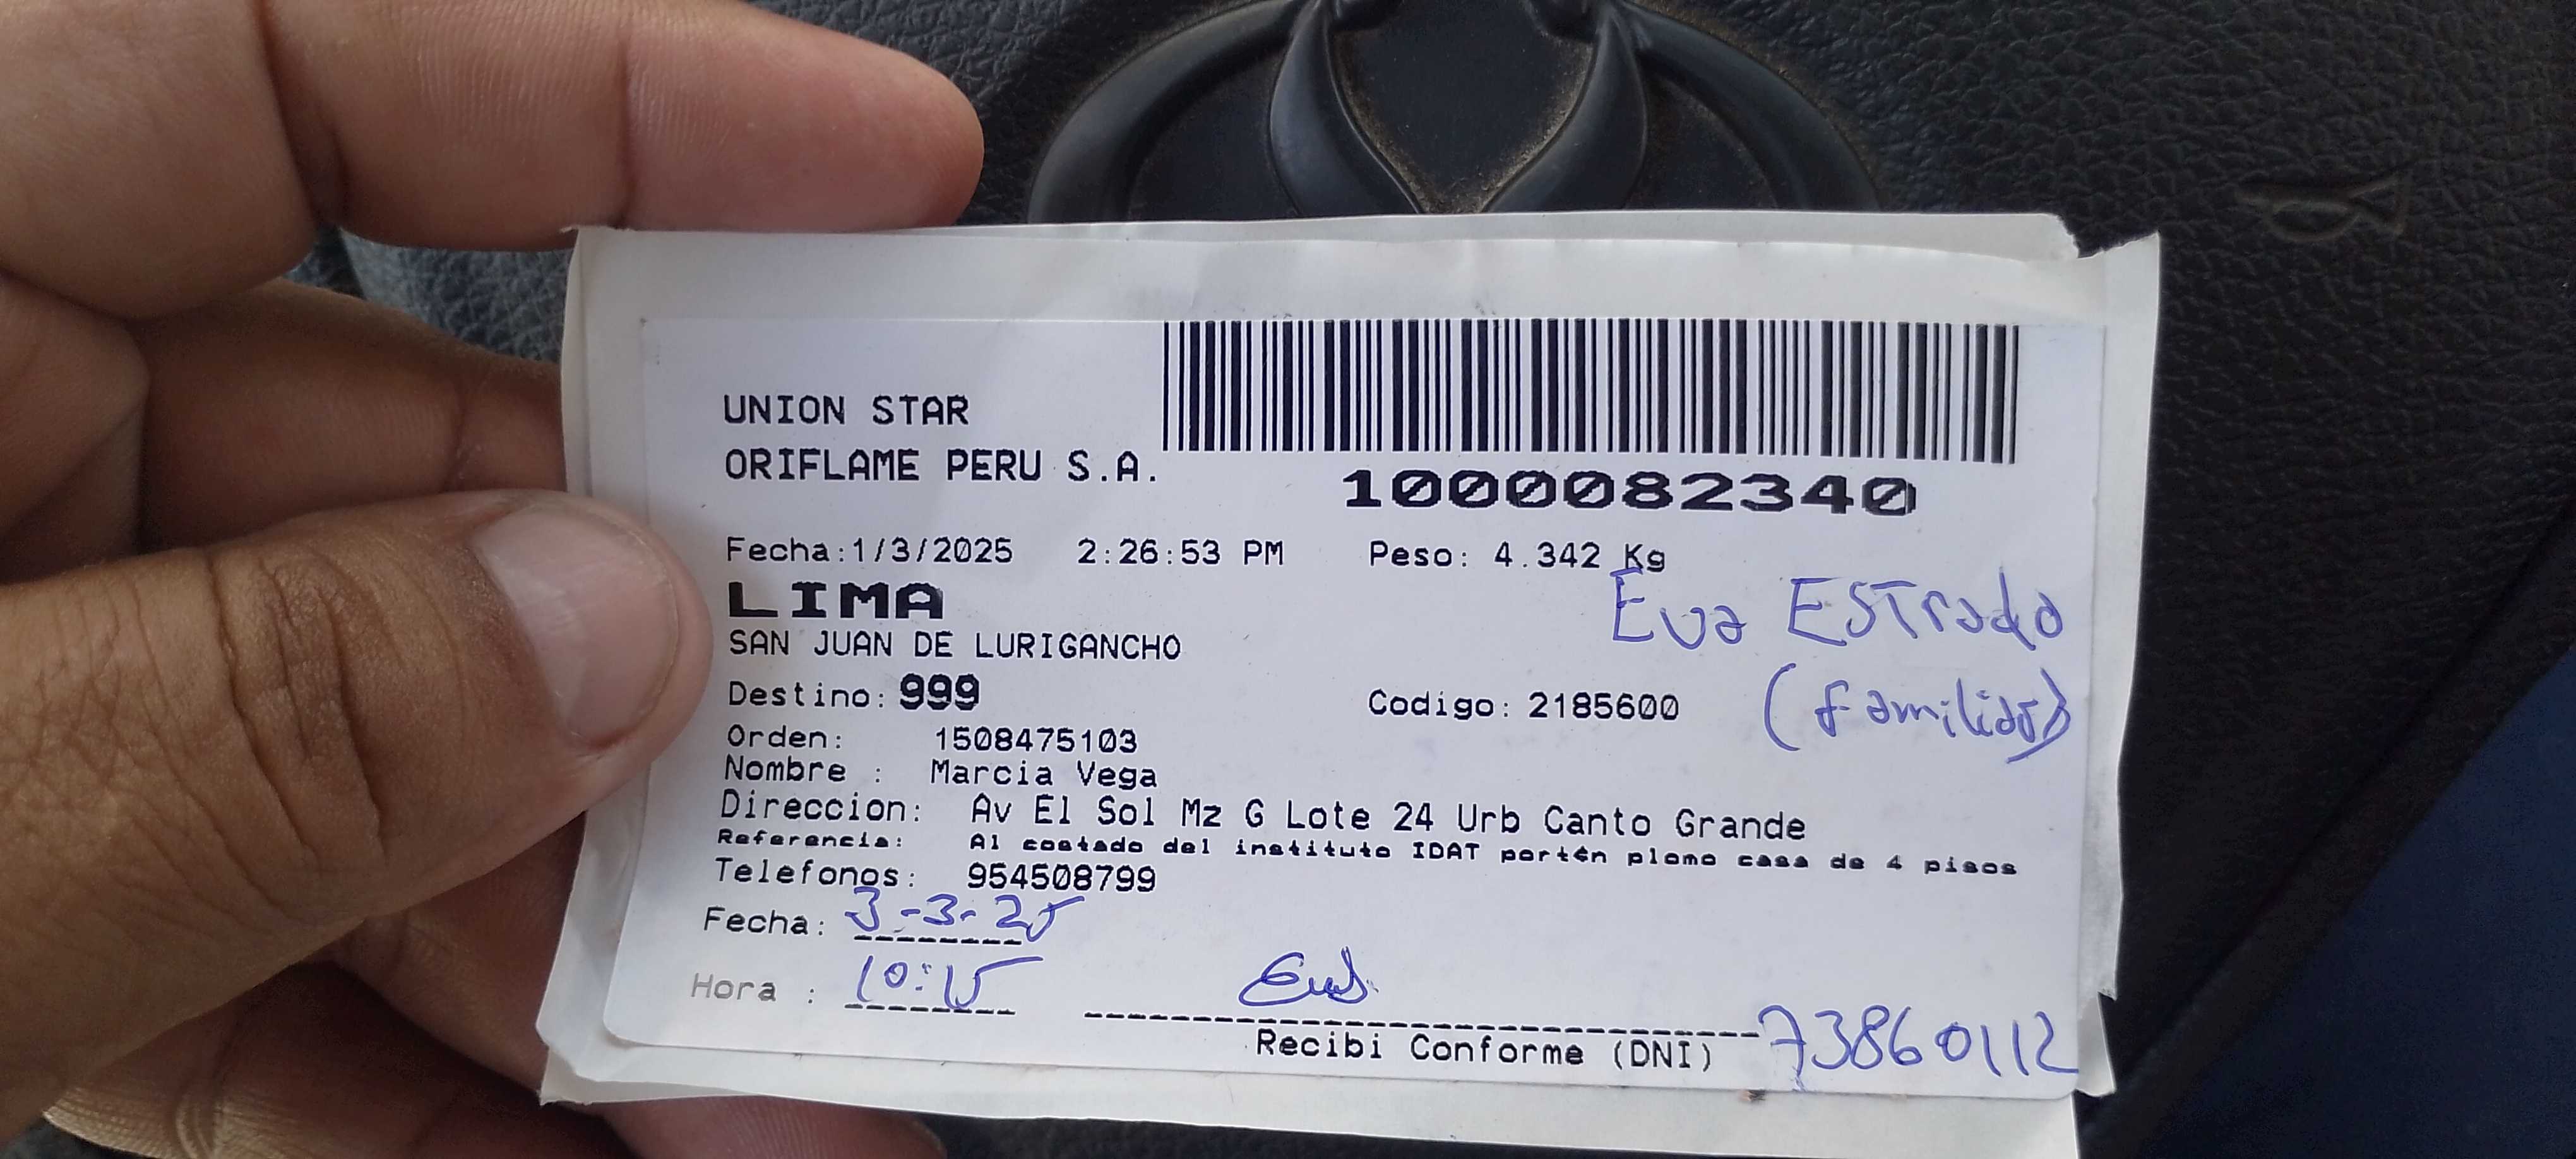 UNION STAR
ORIFLAME PERU S.A.
1000082340
Fecha:1/3/2025 2:26:53 PM Peso: 4.342 Kg
LIMA
Eva EStrada
SAN JUAN DE LURIGANCHO
Destino: 999 Codigo: 2185600 (familiar)
Orden: 1508475103
Nombre : Marcia Vega
Direccion: Av El Sol Mz G Lote 24 Urb Canto Grande
Referencia: Al costado del instituto IDAT portón plomo casa de 4 pisos
Telefonos: 954508799
Fecha: 3-3-25
Hora : 10:15
Recibi Conforme (DNI) 73860112